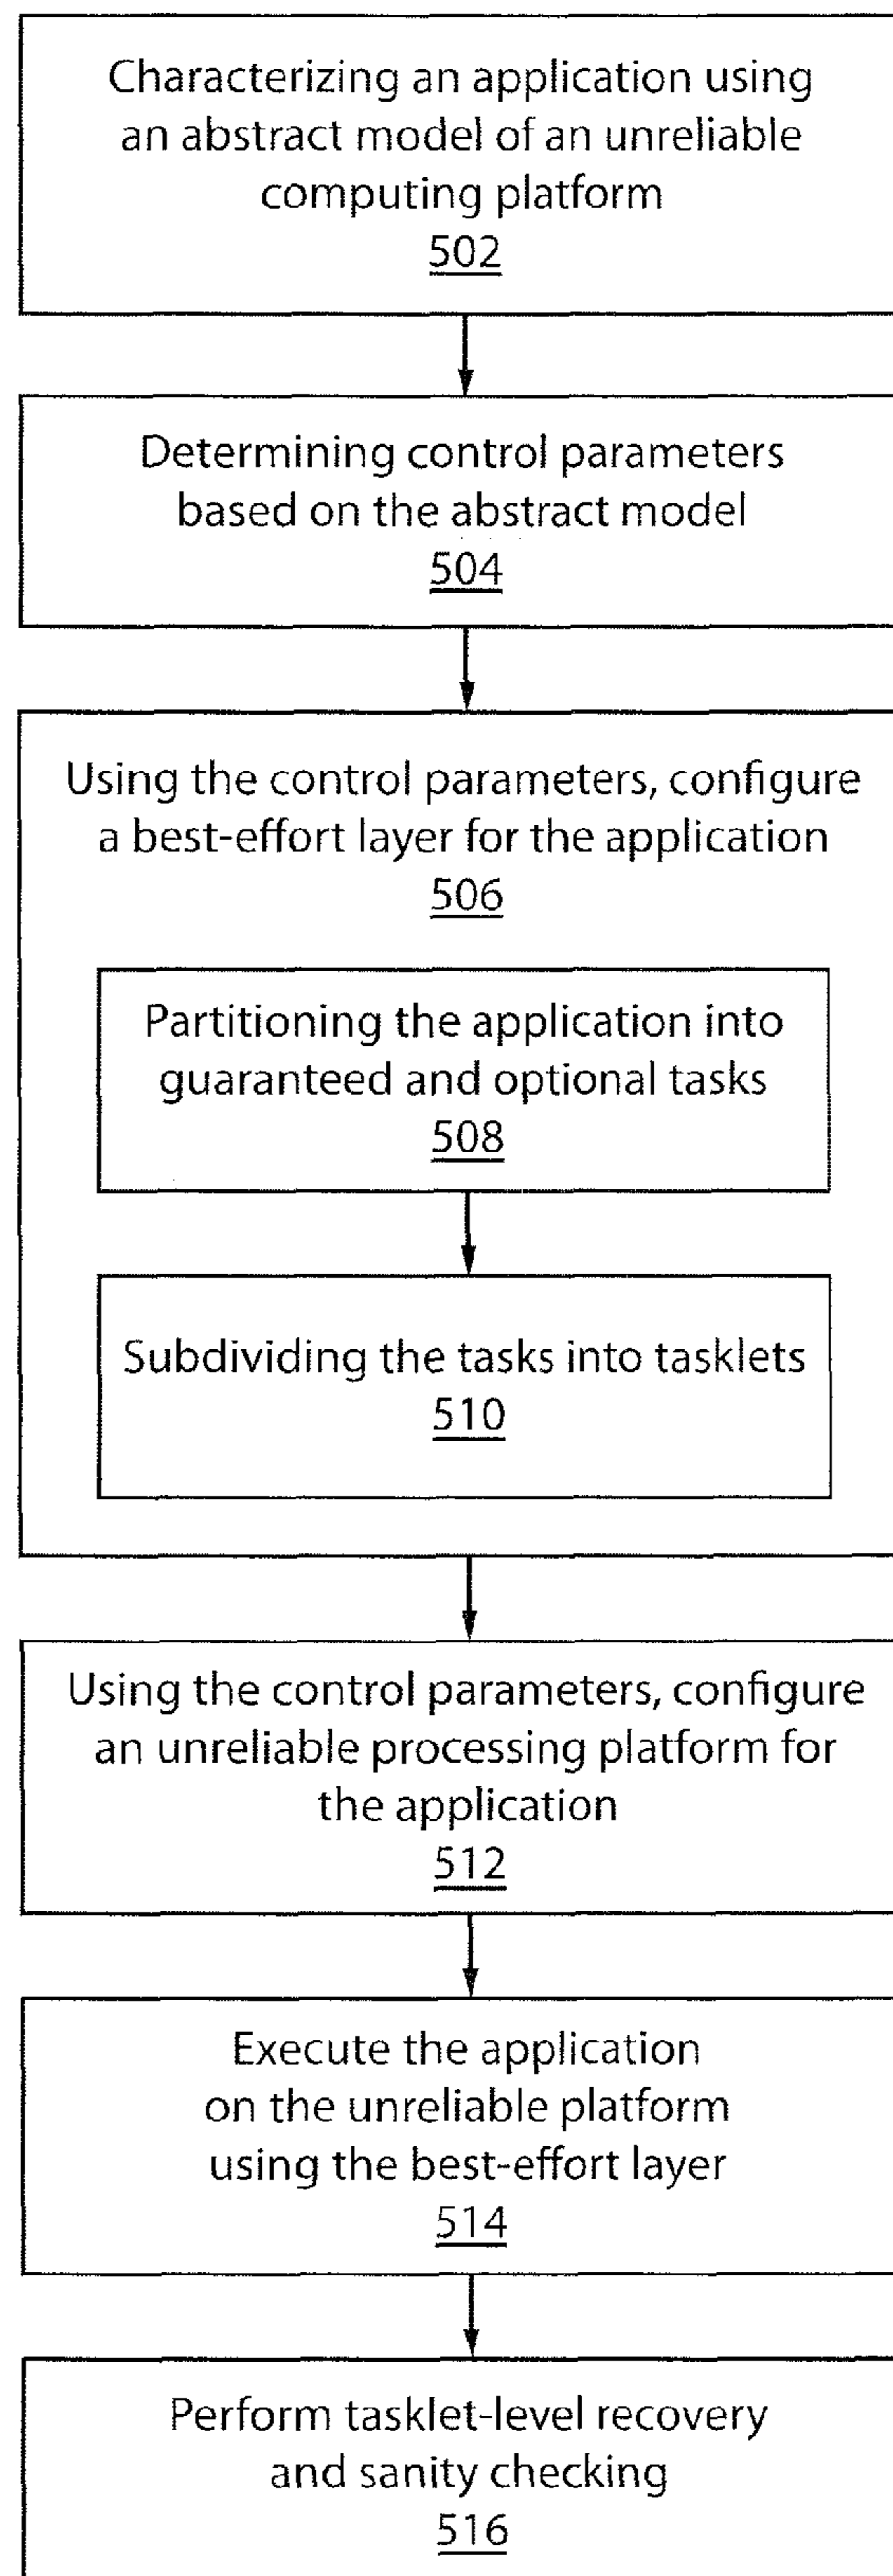 Characterizing an application using
an abstract model of an unreliable
computing platform
502
Determining control parameters
based on the abstract model
504
Using the control parameters, configure
a best-effort layer for the application
506
Partitioning the application into
guaranteed and optional tasks
508
Subdividing the tasks into tasklets
510
Using the control parameters, configure
an unreliable processing platform for
the application
512
Execute the application
on the unreliable platform
using the best-effort layer
514
Perform tasklet-level recovery
and sanity checking
516